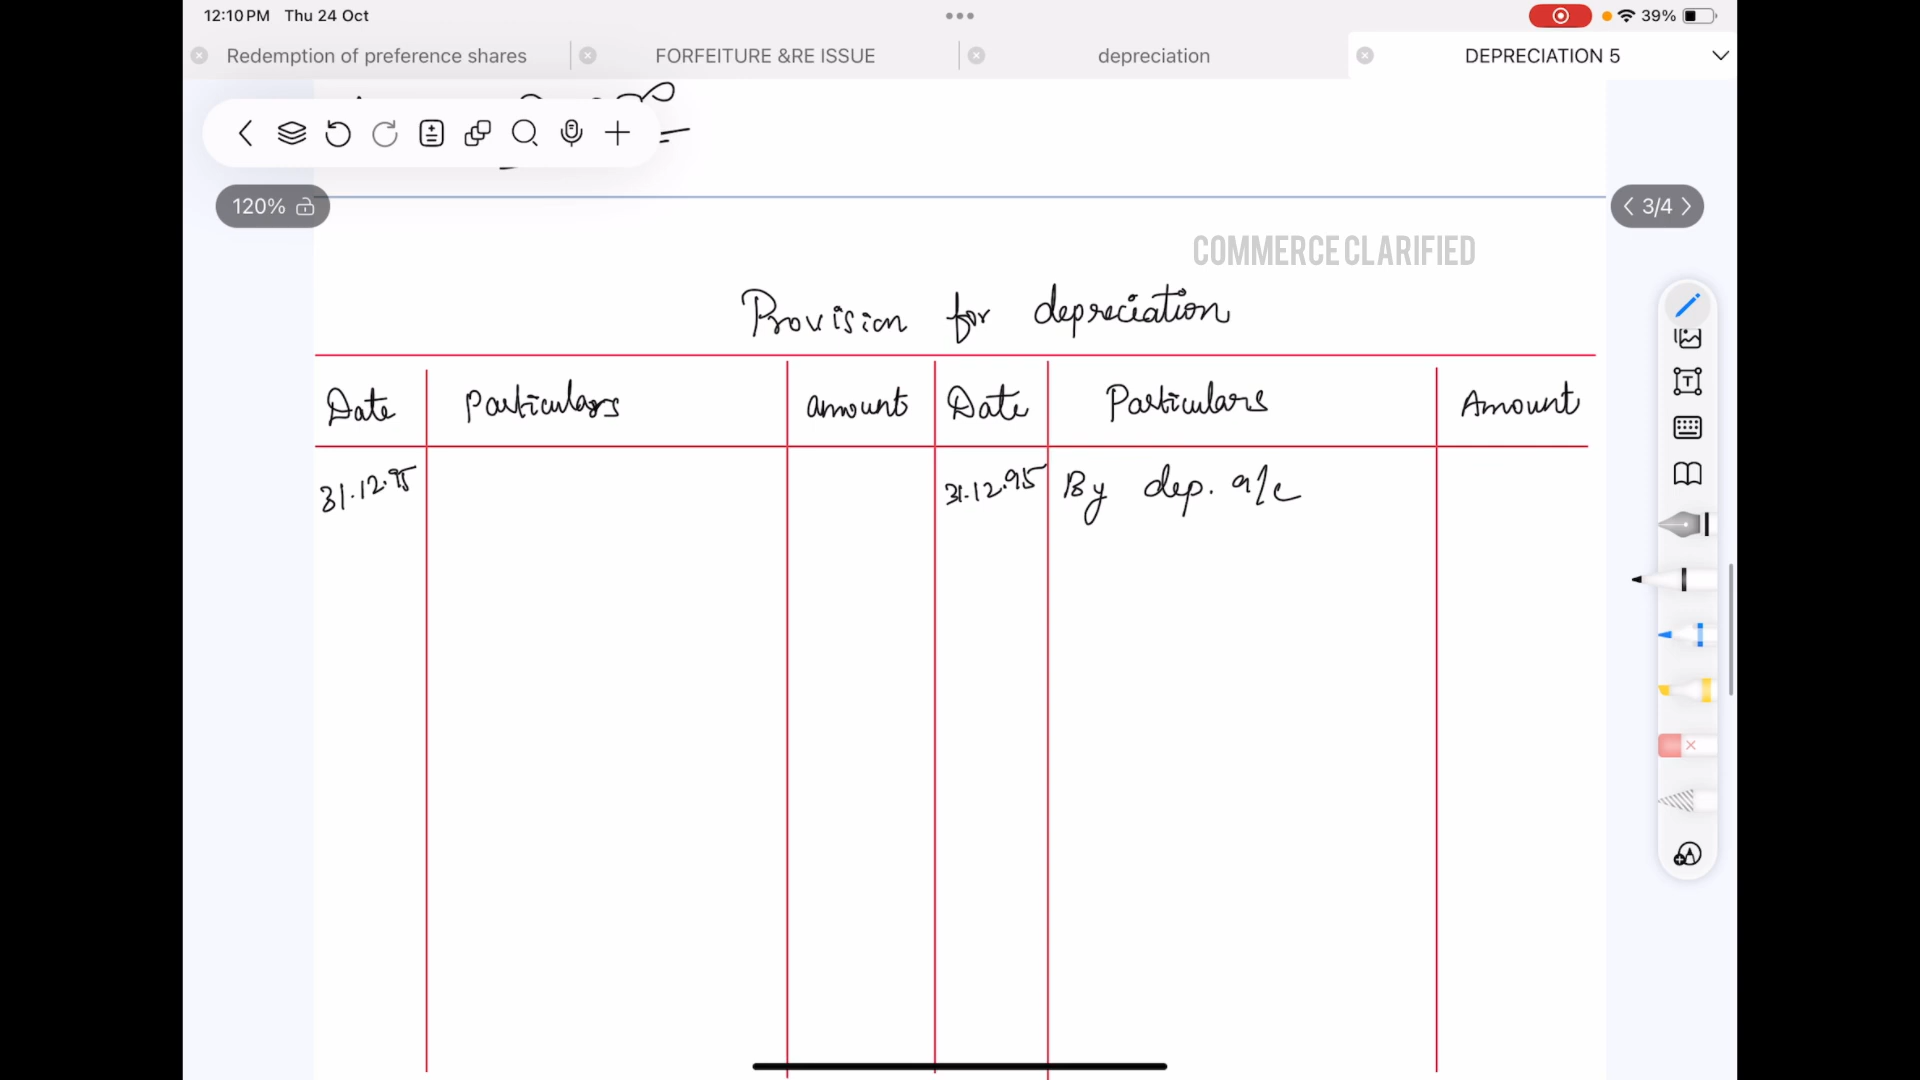 12:10 PM Thu 24 Oct
39%
Redemption of preference shares
FORFEITURE &RE ISSUE
depreciation
DEPRECIATION 5
120%
3/4
COMMERCE CLARIFIED
Provision for depreciation
Date Particulars amount Date Particulars Amount
31.12.95 31.12.95 By dep. a/c